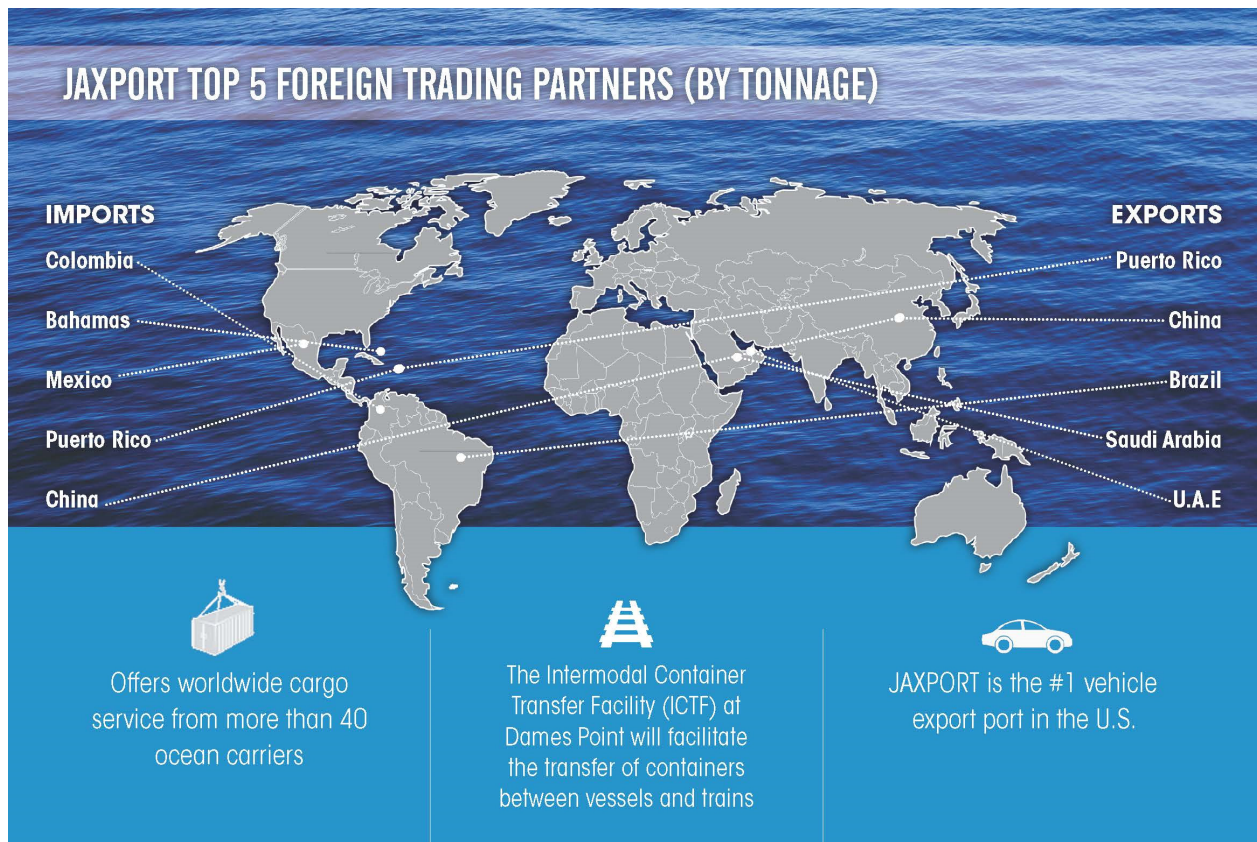 JAXPORT TOP 5 FOREIGN TRADING PARTNERS (BY TONNAGE)
IMPORTS
Colombia
Bahamas
Mexico
Puerto Rico
China
EXPORTS
Puerto Rico
China
Brazil
Saudi Arabia
U.A.E
Offers worldwide cargo
service from more than 40
ocean carriers
The Intermodal Container
Transfer Facility (ICTF) at
Dames Point will facilitate
the transfer of containers
between vessels and trains
JAXPORT is the #1 vehicle
export port in the U.S.